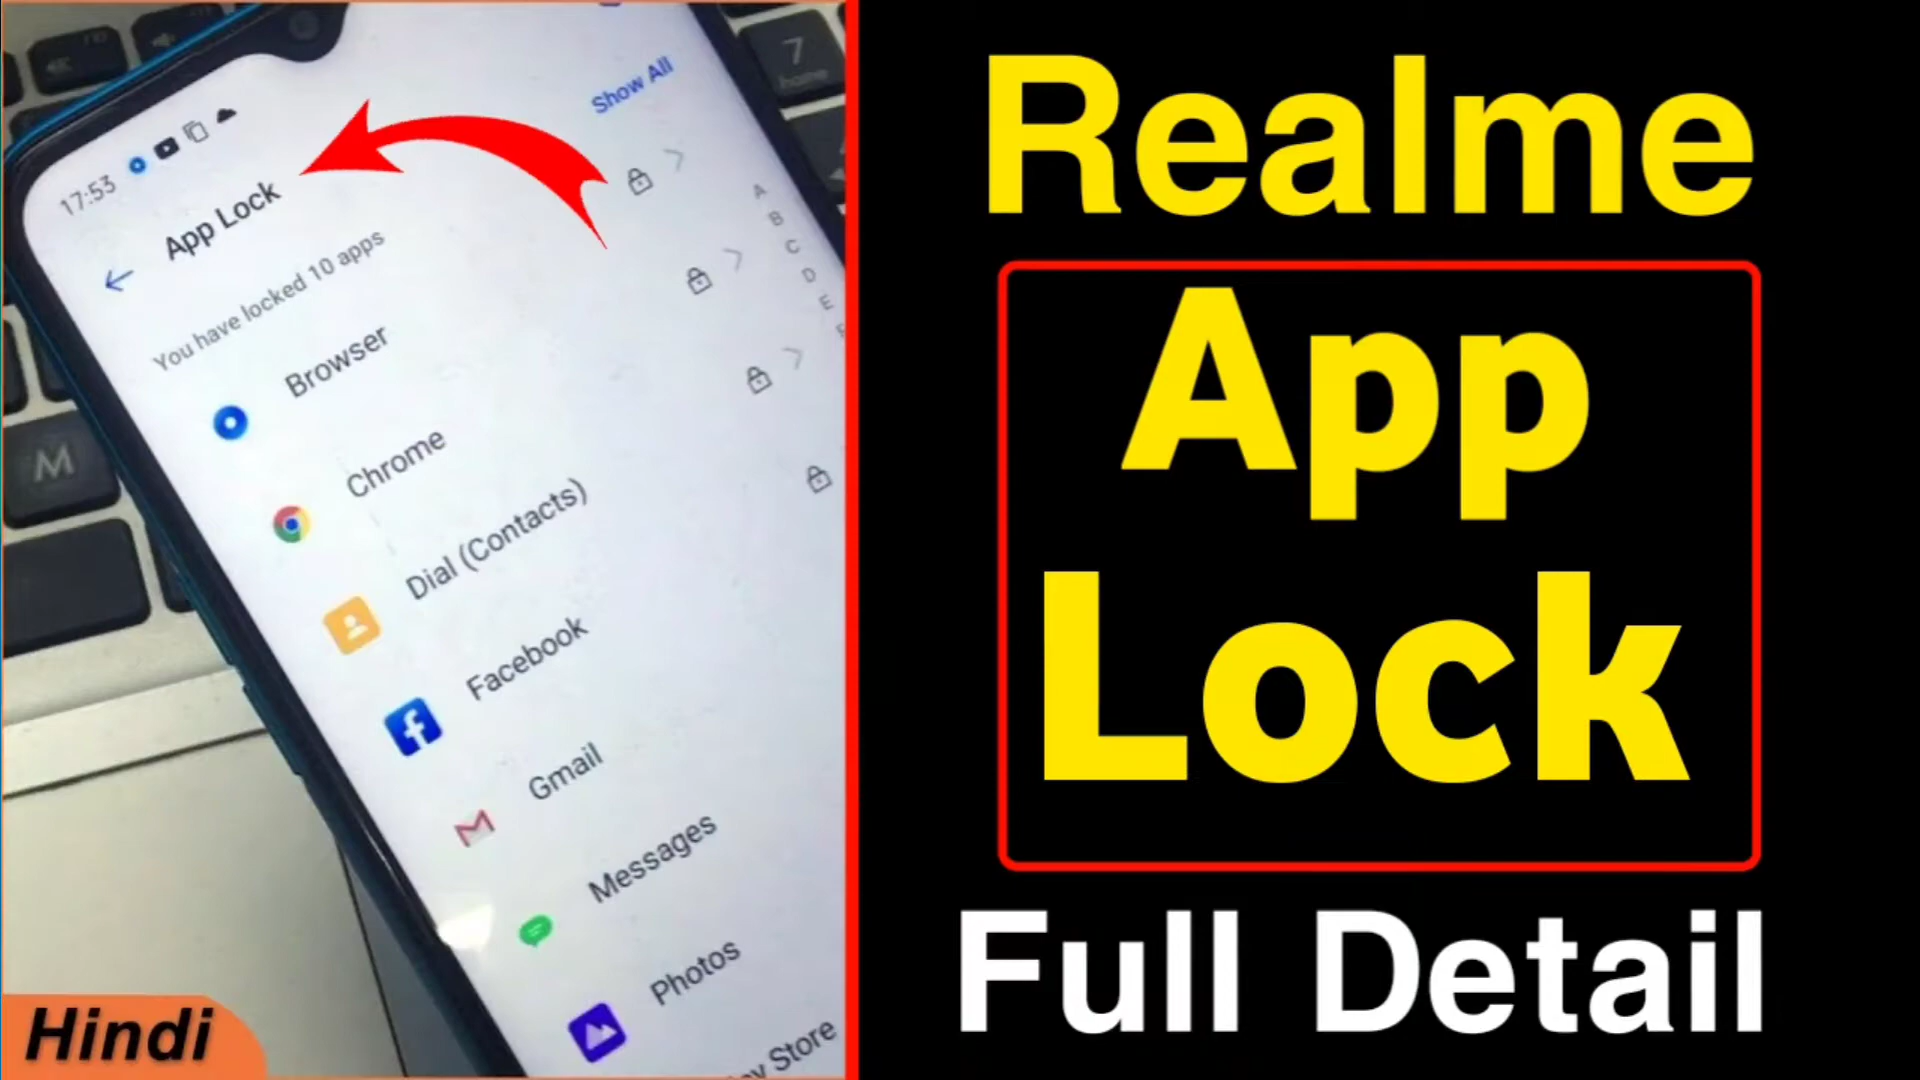 17:53
App Lock
Show All
You have locked 10 apps
Browser
Chrome
Dial (Contacts)
Facebook
Gmail
Messages
Photos
Store
A
B
C
D
E
7
home
M
Hindi
Realme
App
Lock
Full Detail